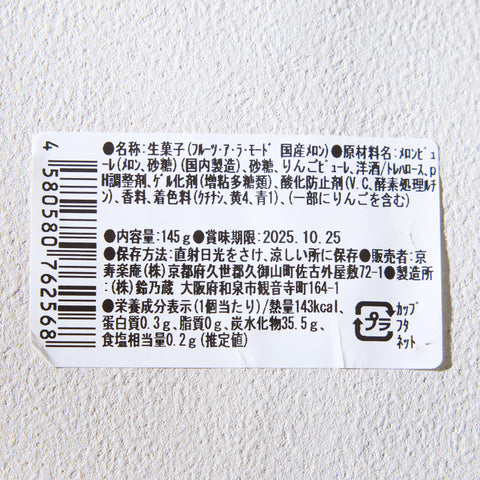 ●名称:生菓子(フルーツ・ア・ラ・モード 国産メロン)●原材料名:メロンピュ
ーレ(メロン、砂糖)(国内製造)、砂糖、りんごピューレ、洋酒/トレハロース、p
H調整剤、ゲル化剤(増粘多糖類)、酸化防止剤(V.C、酵素処理ルチ
ン)、香料、着色料(クチナシ、黄4、青1)、(一部にりんごを含む)
●内容量:145g●賞味期限:2025.10.25
●保存方法:直射日光をさけ、涼しい所に保存●販売者:京
寿楽庵(株)京都府久世郡久御山町佐古外屋敷72-1●製造所
:(株)鈴乃蔵 大阪府和泉市観音寺町164-1
●栄養成分表示(1個当たり)/熱量143kcal、
蛋白質0.3g、脂質0g、炭水化物35.5g、
食塩相当量0.2g(推定値)
プラ
カップ
フタ
ネット
4580580762568